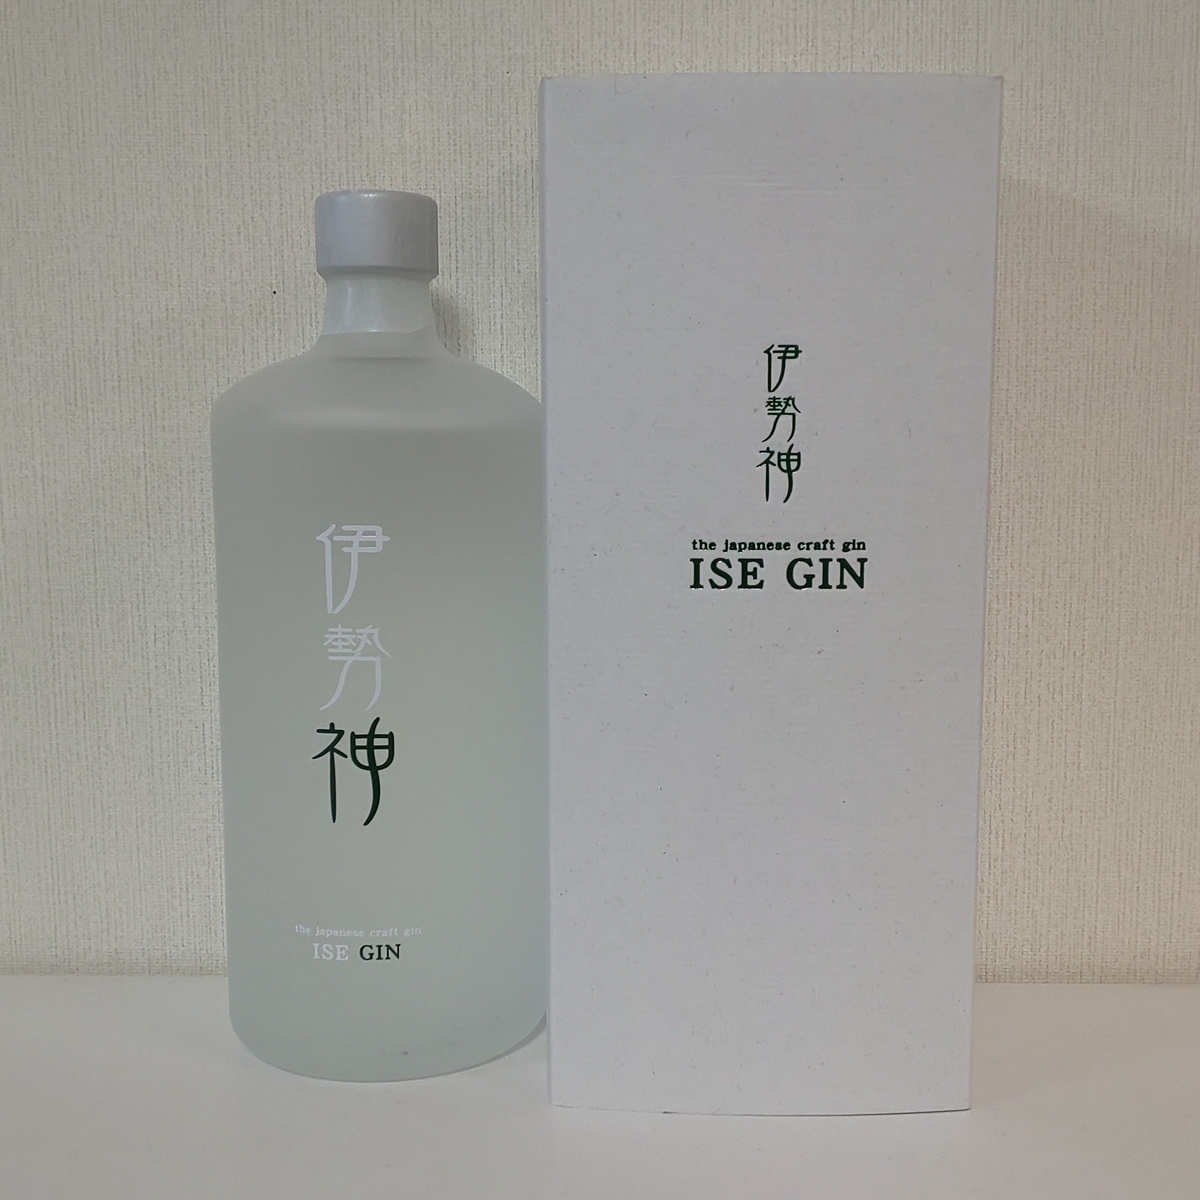 伊勢神
the japanese craft gin
ISE GIN
伊勢神
the japanese craft gin
ISE GIN